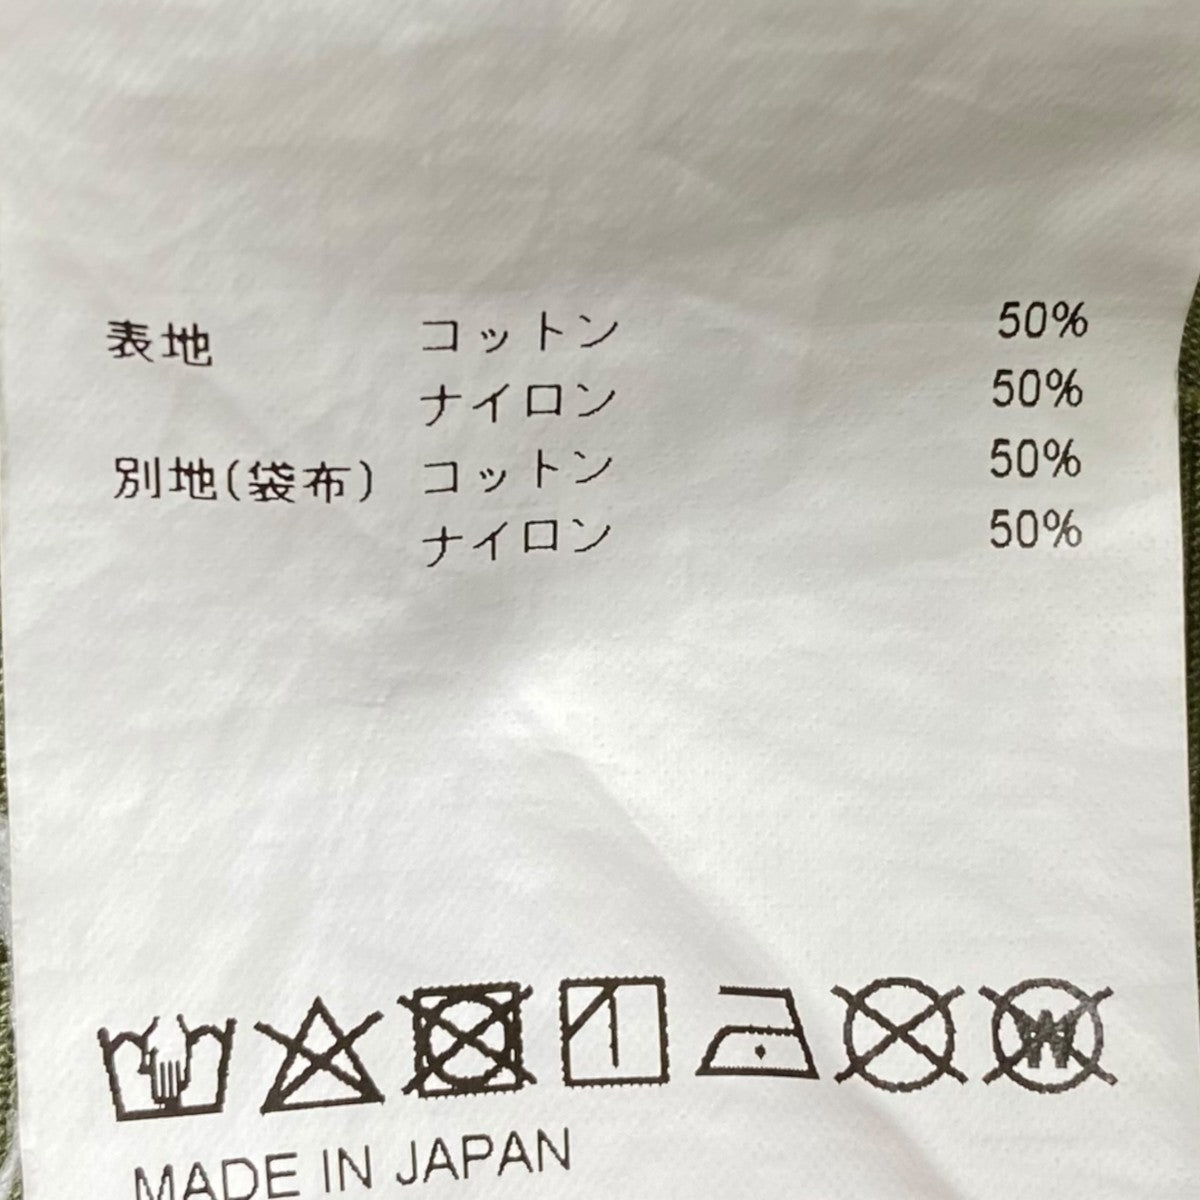 表地 コットン 50%
ナイロン 50%
別地(袋布) コットン 50%
ナイロン 50%
W
MADE IN JAPAN